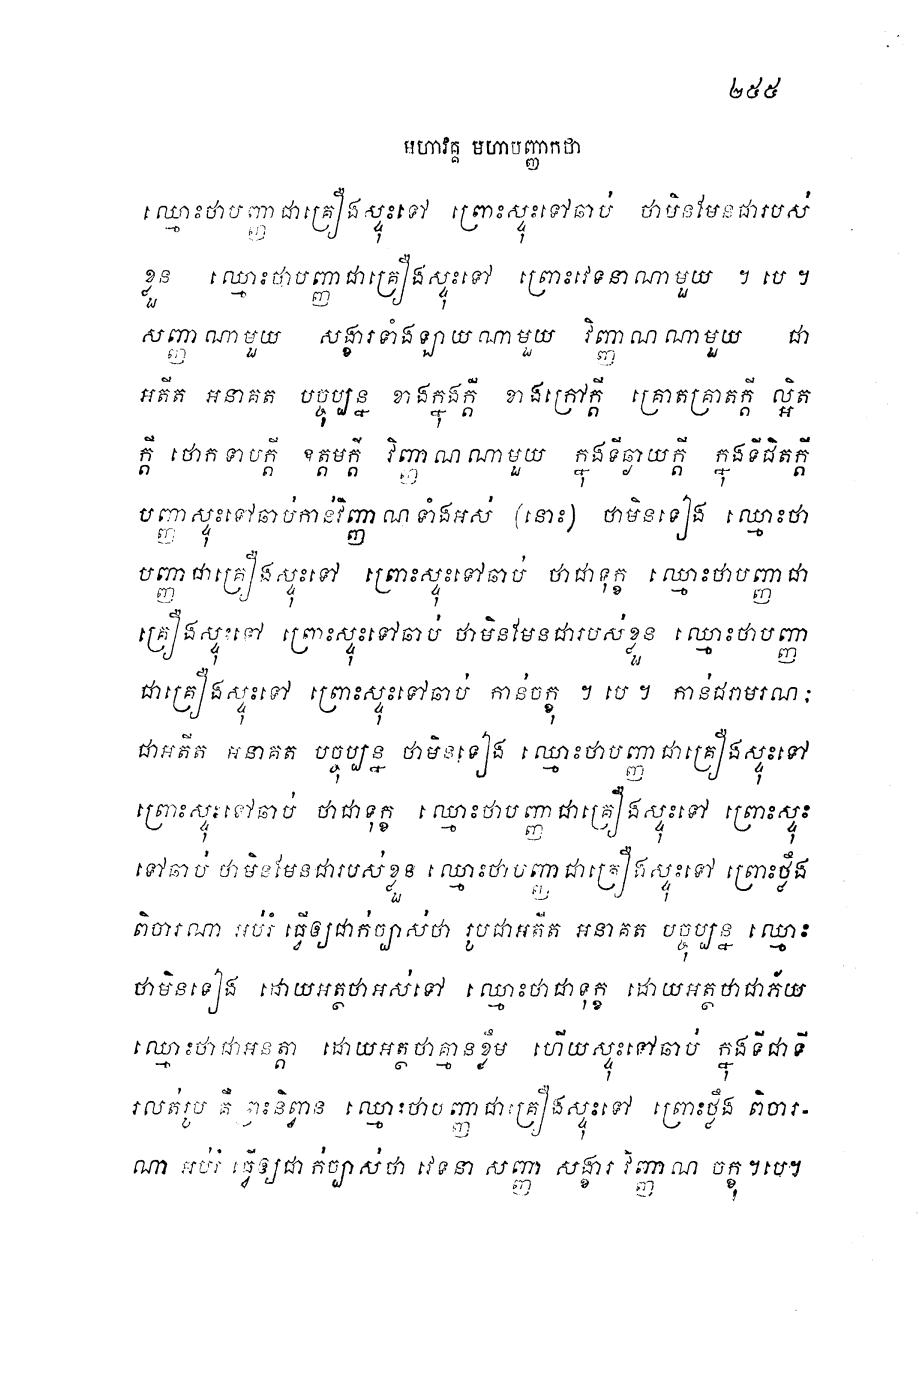 ២៥៥
មហាវគ្គ មហាបញ្ញាកថា
ឈ្មោះថាបញ្ញាជាគ្រឿងស្ទុះទៅ ព្រោះស្ទុះទៅឆាប់ ថាមិនមែនជារបស់
ខ្លួន ឈ្មោះថាបញ្ញាជាគ្រឿងស្ទុះទៅ ព្រោះវេទនាណាមួយ ។ បេ ។
សញ្ញាណាមួយ សង្ខារទាំងឡាយណាមួយ វិញ្ញាណណាមួយ ជា
អតីត អនាគត បច្ចុប្បន្ន ខាងក្នុងក្តី ខាងក្រៅក្តី គ្រោតគ្រាតក្តី ល្អិត
ក្តី ថោកទាបក្តី ឧត្តមក្តី វិញ្ញាណណាមួយ ក្នុងទីឆ្ងាយក្តី ក្នុងទីជិតក្តី
បញ្ញាស្ទុះទៅឆាប់កាន់វិញ្ញាណទាំងអស់ (នោះ) ថាមិនទៀង ឈ្មោះថា
បញ្ញាជាគ្រឿងស្ទុះទៅ ព្រោះស្ទុះទៅឆាប់ ថាជាទុក្ខ ឈ្មោះថាបញ្ញាជា
គ្រឿងស្ទុះទៅ ព្រោះស្ទុះទៅឆាប់ ថាមិនមែនជារបស់ខ្លួន ឈ្មោះថាបញ្ញា
ជាគ្រឿងស្ទុះទៅ ព្រោះស្ទុះទៅឆាប់ កាន់ចក្ខុ ។ បេ ។ កាន់ជរាមរណៈ
ជាអតីត អនាគត បច្ចុប្បន្ន ថាមិនទៀង ឈ្មោះថាបញ្ញាជាគ្រឿងស្ទុះទៅ
ព្រោះស្ទុះទៅឆាប់ ថាជាទុក្ខ ឈ្មោះថាបញ្ញាជាគ្រឿងស្ទុះទៅ ព្រោះស្ទុះ
ទៅឆាប់ ថាមិនមែនជារបស់ខ្លួន ឈ្មោះថាបញ្ញាជាគ្រឿងស្ទុះទៅ ព្រោះថ្លឹង
ពិចារណា អប់រំ ធ្វើឲ្យជាក់ច្បាស់ថា រូបជាអតីត អនាគត បច្ចុប្បន្ន ឈ្មោះ
ថាមិនទៀង ដោយអត្ថថាអស់ទៅ ឈ្មោះថាជាទុក្ខ ដោយអត្ថថាជាភ័យ
ឈ្មោះថាជាអនត្តា ដោយអត្ថថាគ្មានខ្លឹម ហើយស្ទុះទៅឆាប់ ក្នុងទីជាទី
រលត់រូប គឺ ព្រះនិព្វាន ឈ្មោះថាបញ្ញាជាគ្រឿងស្ទុះទៅ ព្រោះថ្លឹង ពិចារ-
ណា អប់រំ ធ្វើឲ្យជាក់ច្បាស់ថា វេទនា សញ្ញា សង្ខារ វិញ្ញាណ ចក្ខុ ។បេ។